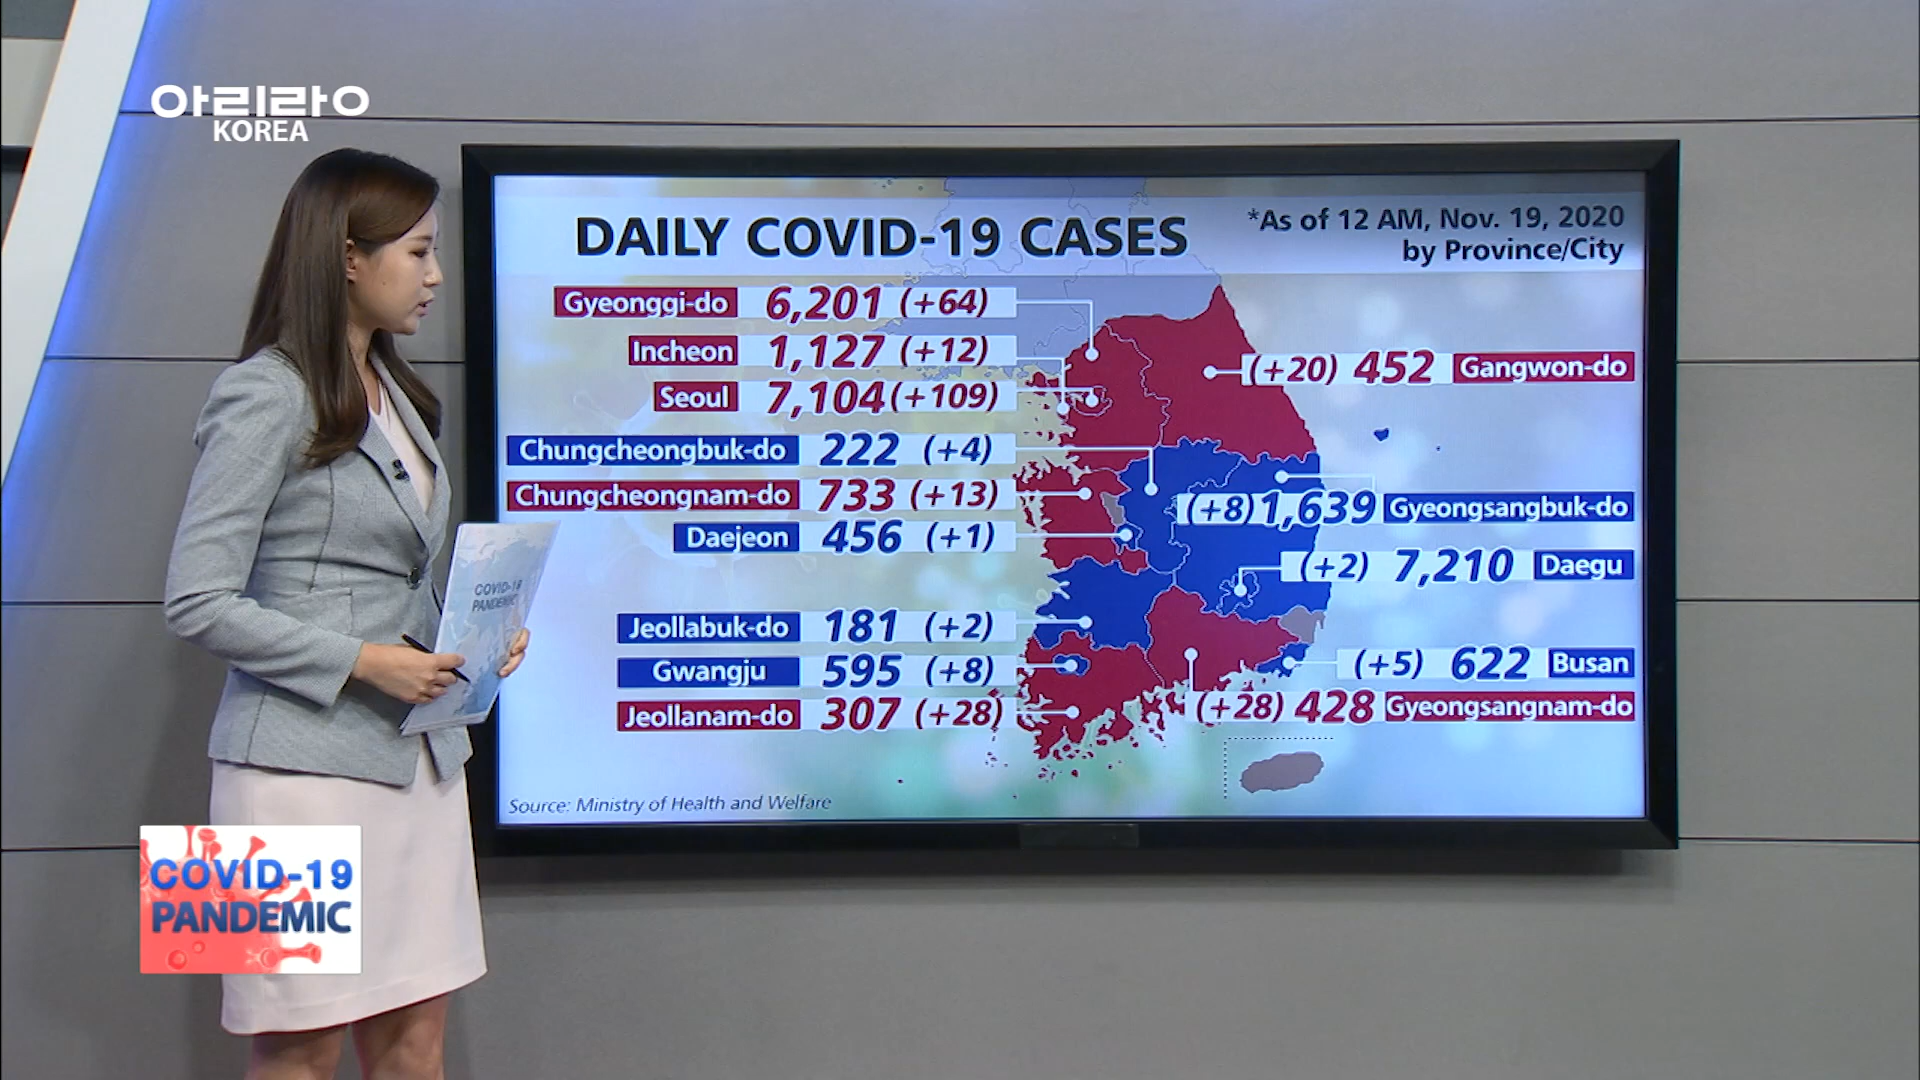 아리랑
KOREA
DAILY COVID-19 CASES
*As of 12 AM, Nov. 19, 2020
by Province/City
Gyeonggi-do 6,201 (+64)
Incheon 1,127 (+12)
Seoul 7,104 (+109)
Chungcheongbuk-do 222 (+4)
Chungcheongnam-do 733 (+13)
Daejeon 456 (+1)
Jeollabuk-do 181 (+2)
Gwangju 595 (+8)
Jeollanam-do 307 (+28)
(+20) 452 Gangwon-do
(+8) 1,639 Gyeongsangbuk-do
(+2) 7,210 Daegu
(+5) 622 Busan
(+28) 428 Gyeongsangnam-do
Source: Ministry of Health and Welfare
COVID-19
PANDEMIC
COVID-19
PANDEMIC